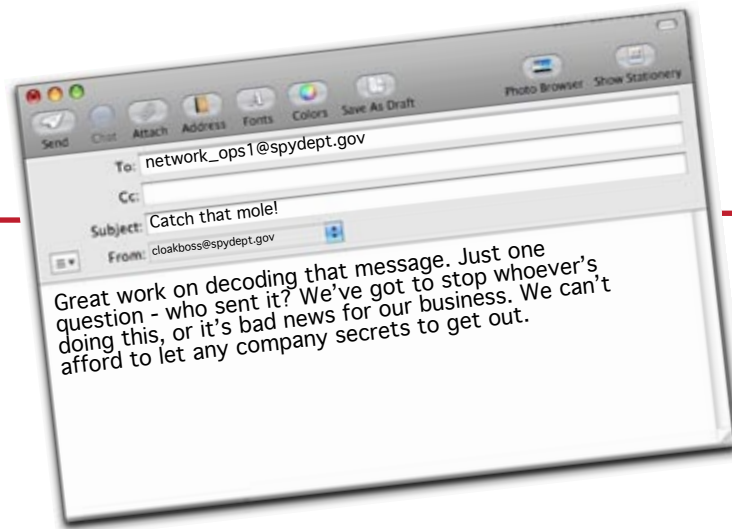 Send Chat Attach Address Fonts Colors Save As Draft Photo Browser Show Stationery
To: network_ops1@spydept.gov
Cc:
Subject: Catch that mole!
From: cloakboss@spydept.gov
Great work on decoding that message. Just one
question - who sent it? We’ve got to stop whoever’s
doing this, or it’s bad news for our business. We can’t
afford to let any company secrets to get out.